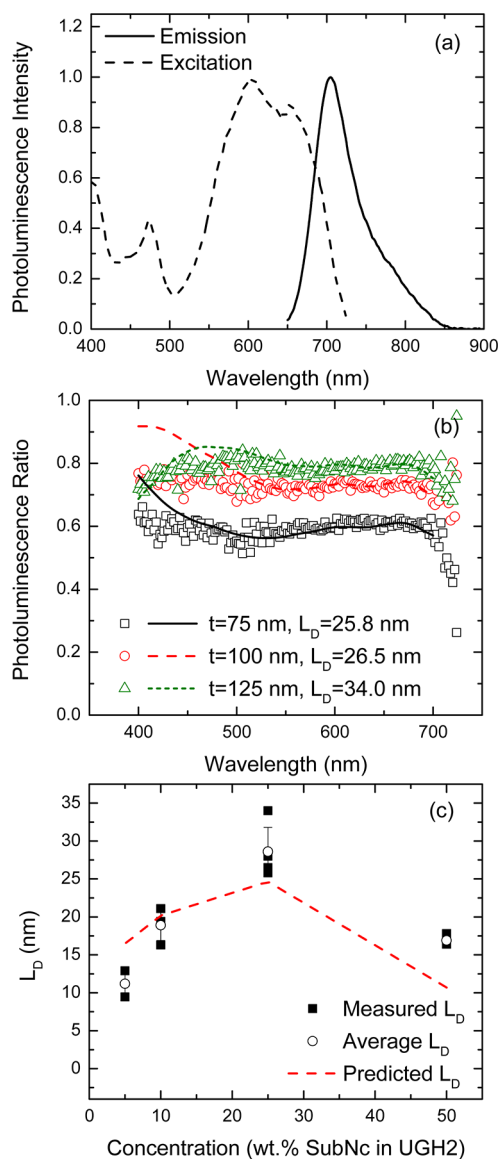 Emission
Excitation
(a)
Photoluminescence Intensity
1.2
1.0
0.8
0.6
0.4
0.2
0.0
400 500 600 700 800 900
Wavelength (nm)
(b)
Photoluminescence Ratio
1.0
0.8
0.6
0.4
0.2
0.0
t=75 nm, L_D=25.8 nm
t=100 nm, L_D=26.5 nm
t=125 nm, L_D=34.0 nm
400 500 600 700
Wavelength (nm)
(c)
L_D (nm)
35
30
25
20
15
10
5
0
Measured L_D
Average L_D
Predicted L_D
0 10 20 30 40 50
Concentration (wt.% SubNc in UGH2)